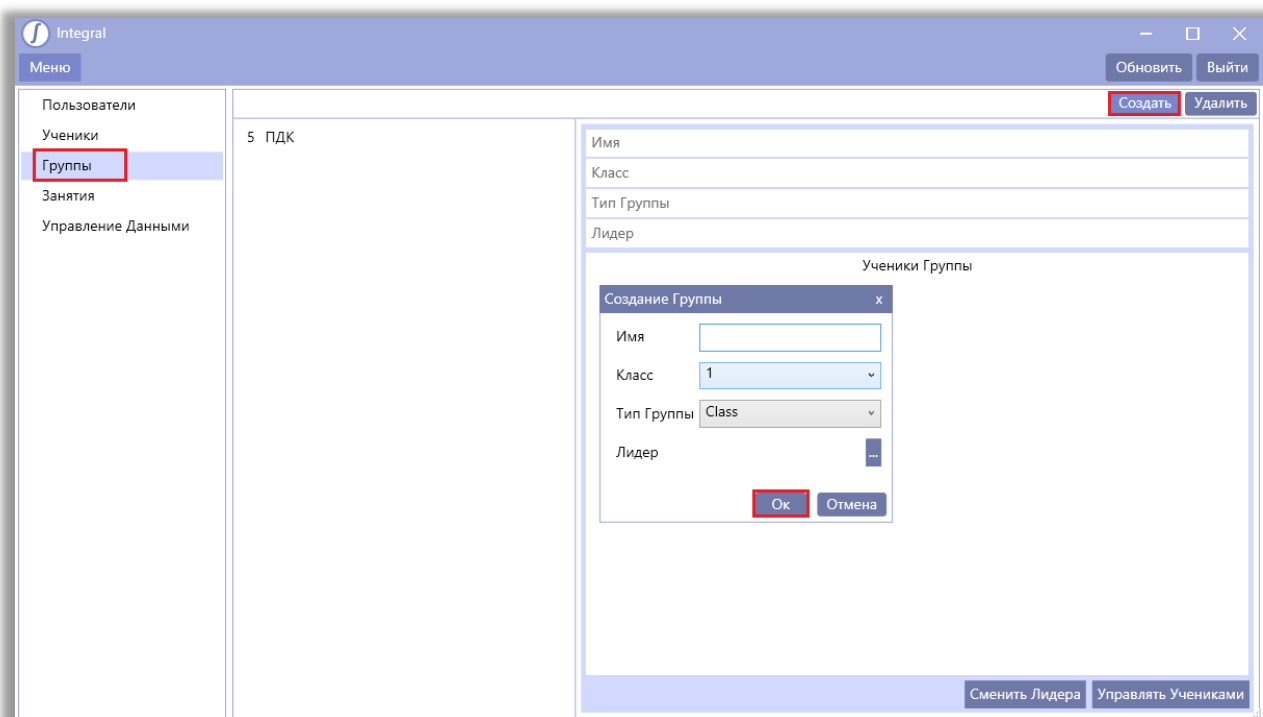 Integral
Меню
Обновить
Выйти
Пользователи
Ученики
Группы
Занятия
Управление Данными
Создать
Удалить
5 ПДК
Имя
Класс
Тип Группы
Лидер
Ученики Группы
Создание Группы x
Имя
Класс 1
Тип Группы Class
Лидер ...
Ок
Отмена
Сменить Лидера
Управлять Учениками